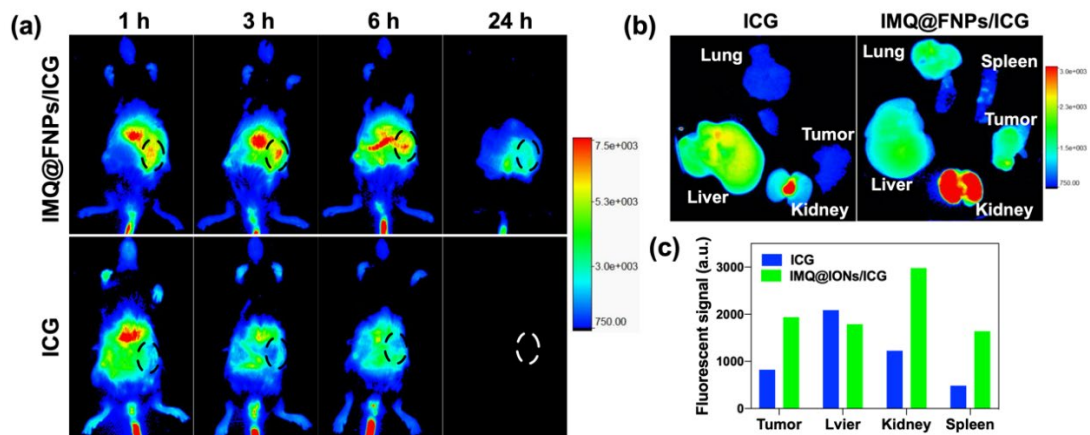 (a)
1 h
3 h
6 h
24 h
IMQ@FNPs/ICG
ICG
7.5e+003
5.3e+003
3.0e+003
750.00
(b)
ICG
IMQ@FNPs/ICG
Lung
Tumor
Liver
Kidney
Lung
Spleen
Tumor
Liver
Kidney
3.0e+003
2.3e+003
1.5e+003
750.00
(c)
ICG
IMQ@IONs/ICG
Fluorescent signal (a.u.)
3000
2000
1000
0
Tumor
Lvier
Kidney
Spleen